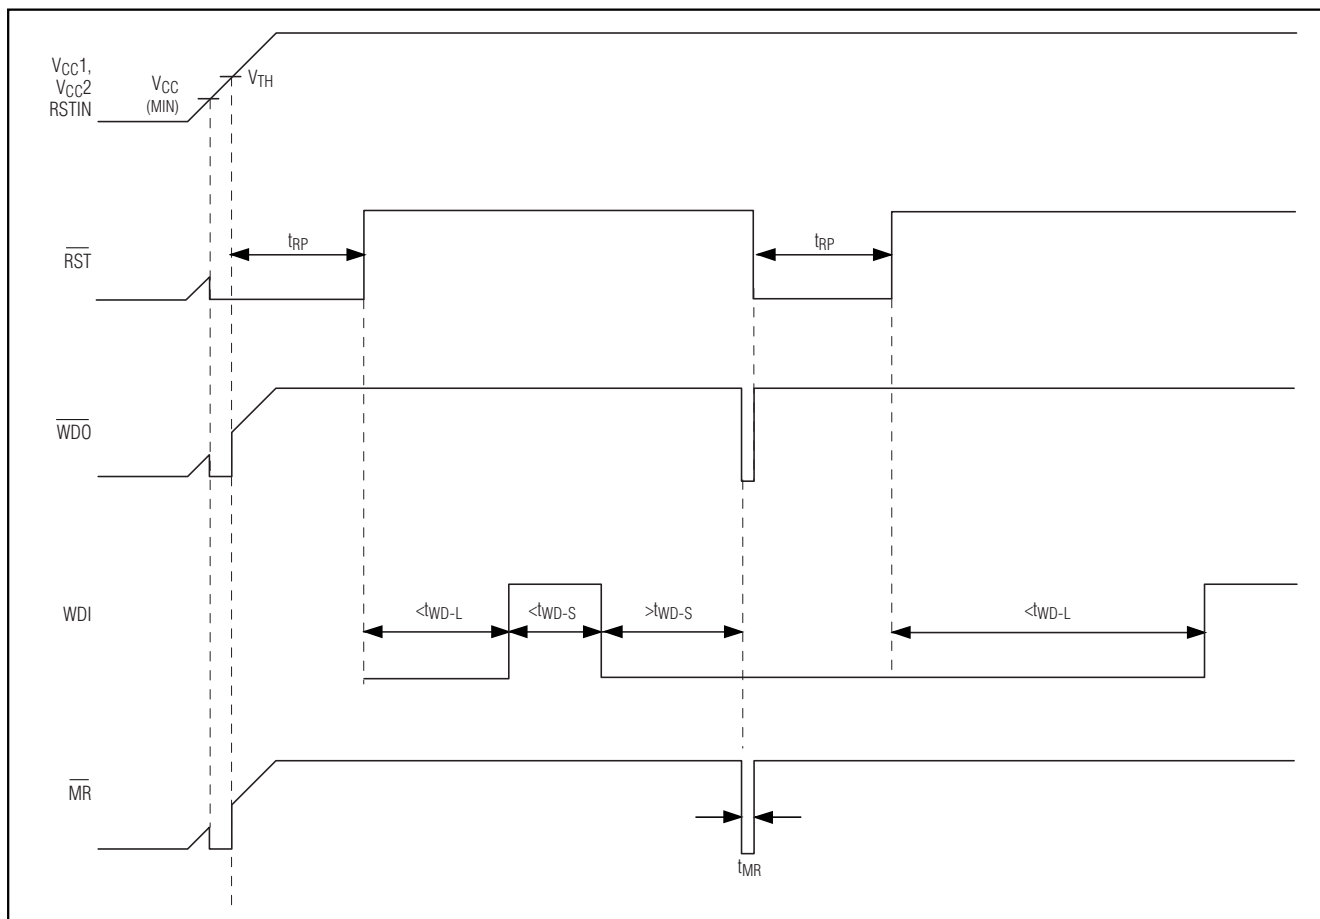 VCC1,
VCC2
RSTIN
VCC
(MIN)
VTH
RST
tRP
tRP
WDO
WDI
<tWD-L
<tWD-S
>tWD-S
<tWD-L
MR
tMR